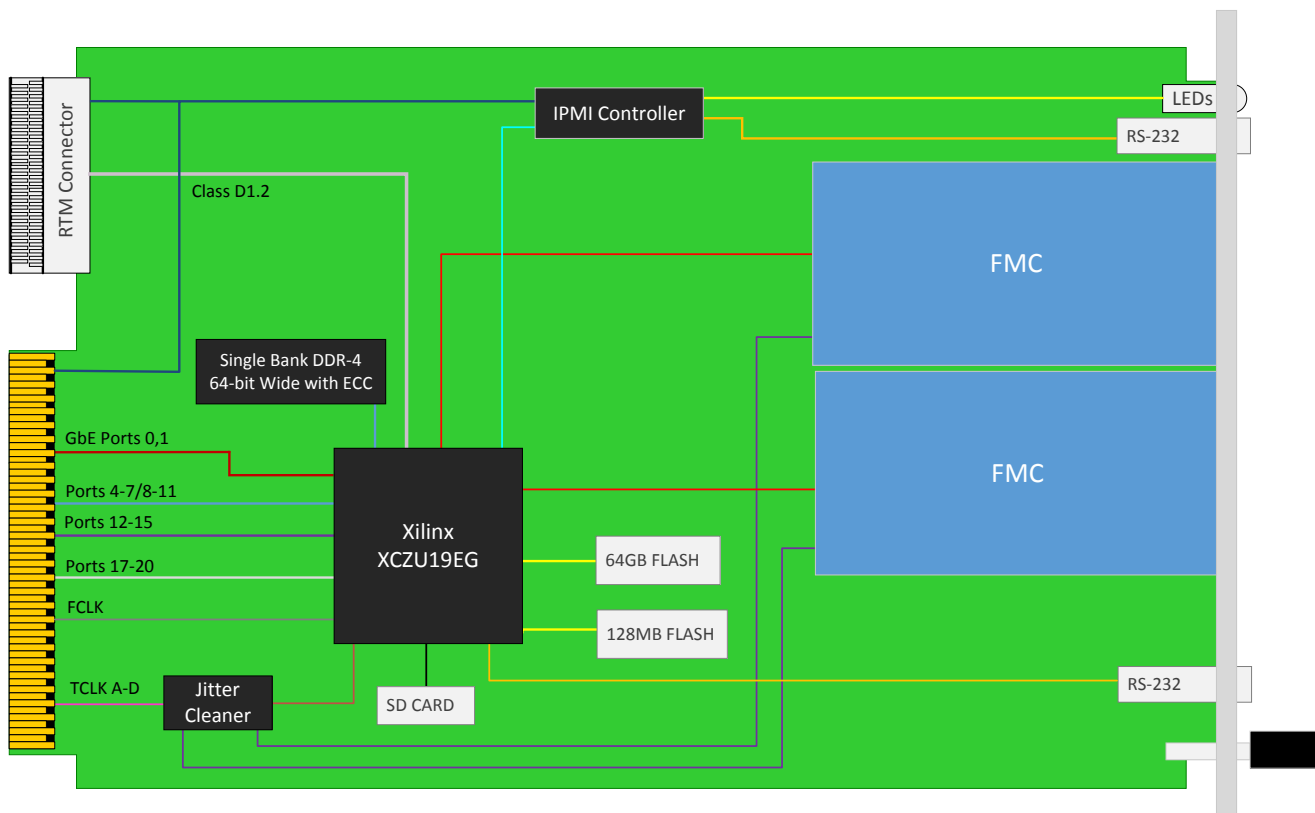 LEDs
IPMI Controller
RS-232
RTM Connector
Class D1.2
FMC
Single Bank DDR-4
64-bit Wide with ECC
GbE Ports 0,1
FMC
Ports 4-7/8-11
Ports 12-15
Xilinx
XCZU19EG
64GB FLASH
Ports 17-20
FCLK
128MB FLASH
TCLK A-D
Jitter
Cleaner
SD CARD
RS-232